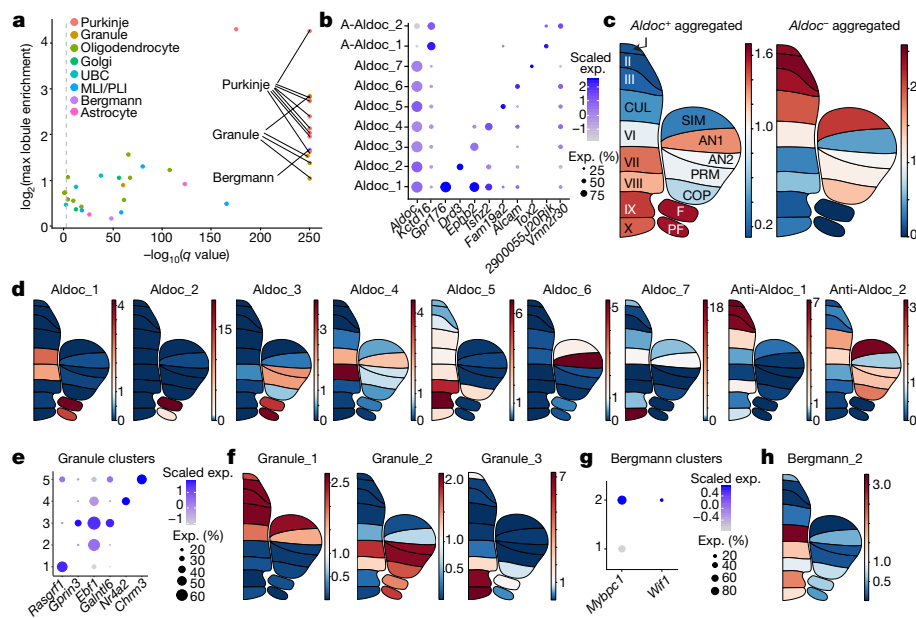 a
Purkinje
Granule
Oligodendrocyte
Golgi
UBC
MLI/PLI
Bergmann
Astrocyte
Purkinje
Granule
Bergmann
log2(max lobule enrichment)
4
3
2
1
0
0 50 100 150 200 250
–log10(q value)
b
A-Aldoc_2
A-Aldoc_1
Aldoc_7
Aldoc_6
Aldoc_5
Aldoc_4
Aldoc_3
Aldoc_2
Aldoc_1
Aldoc
Kctd16
Gpr176
Drd3
Ephb2
Tshz2
Fam19a2
Alcam
Tox2
2900055J20Rik
Vmn2r30
Scaled exp.
2
1
0
–1
Exp. (%)
25
50
75
c
Aldoc+ aggregated
II
III
CUL
VI
VII
VIII
IX
X
SIM
AN1
AN2
PRM
COP
F
PF
1.6
1.0
0.2
Aldoc– aggregated
2
1
0
d
Aldoc_1
4
1
0
Aldoc_2
15
1
0
Aldoc_3
3
1
0
Aldoc_4
4
1
0
Aldoc_5
6
1
0
Aldoc_6
5
1
0
Aldoc_7
18
1
0
Anti-Aldoc_1
7
1
0
Anti-Aldoc_2
3
1
0
e
Granule clusters
5
4
3
2
1
Rasgrf1
Gprin3
Ebf1
Galntl6
Nr4a2
Chrm3
Scaled exp.
1
0
–1
Exp. (%)
20
30
40
50
60
f
Granule_1
2.5
1.0
0.5
Granule_2
2.0
1.0
0.5
Granule_3
7
1
g
Bergmann clusters
2
1
Mybpc1
Wif1
Scaled exp.
0.4
0
–0.4
Exp. (%)
20
40
60
80
h
Bergmann_2
3.0
1.0
0.5